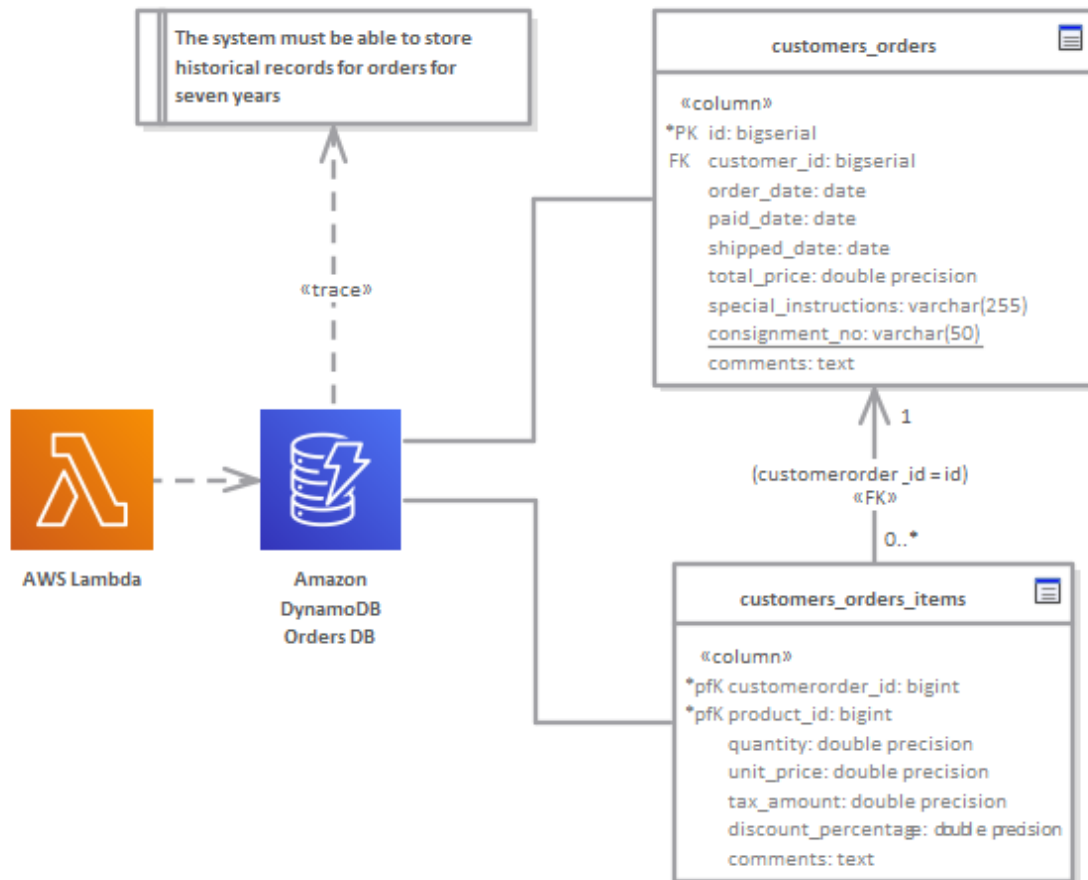 The system must be able to store
historical records for orders for
seven years
customers_orders
«column»
*PK id: bigserial
FK customer_id: bigserial
order_date: date
paid_date: date
shipped_date: date
total_price: double precision
special_instructions: varchar(255)
consignment_no: varchar(50)
comments: text
«trace»
1
(customerorder_id = id)
«FK»
0..*
AWS Lambda
Amazon
DynamoDB
Orders DB
customers_orders_items
«column»
*pfK customerorder_id: bigint
*pfK product_id: bigint
quantity: double precision
unit_price: double precision
tax_amount: double precision
discount_percentage: double precision
comments: text